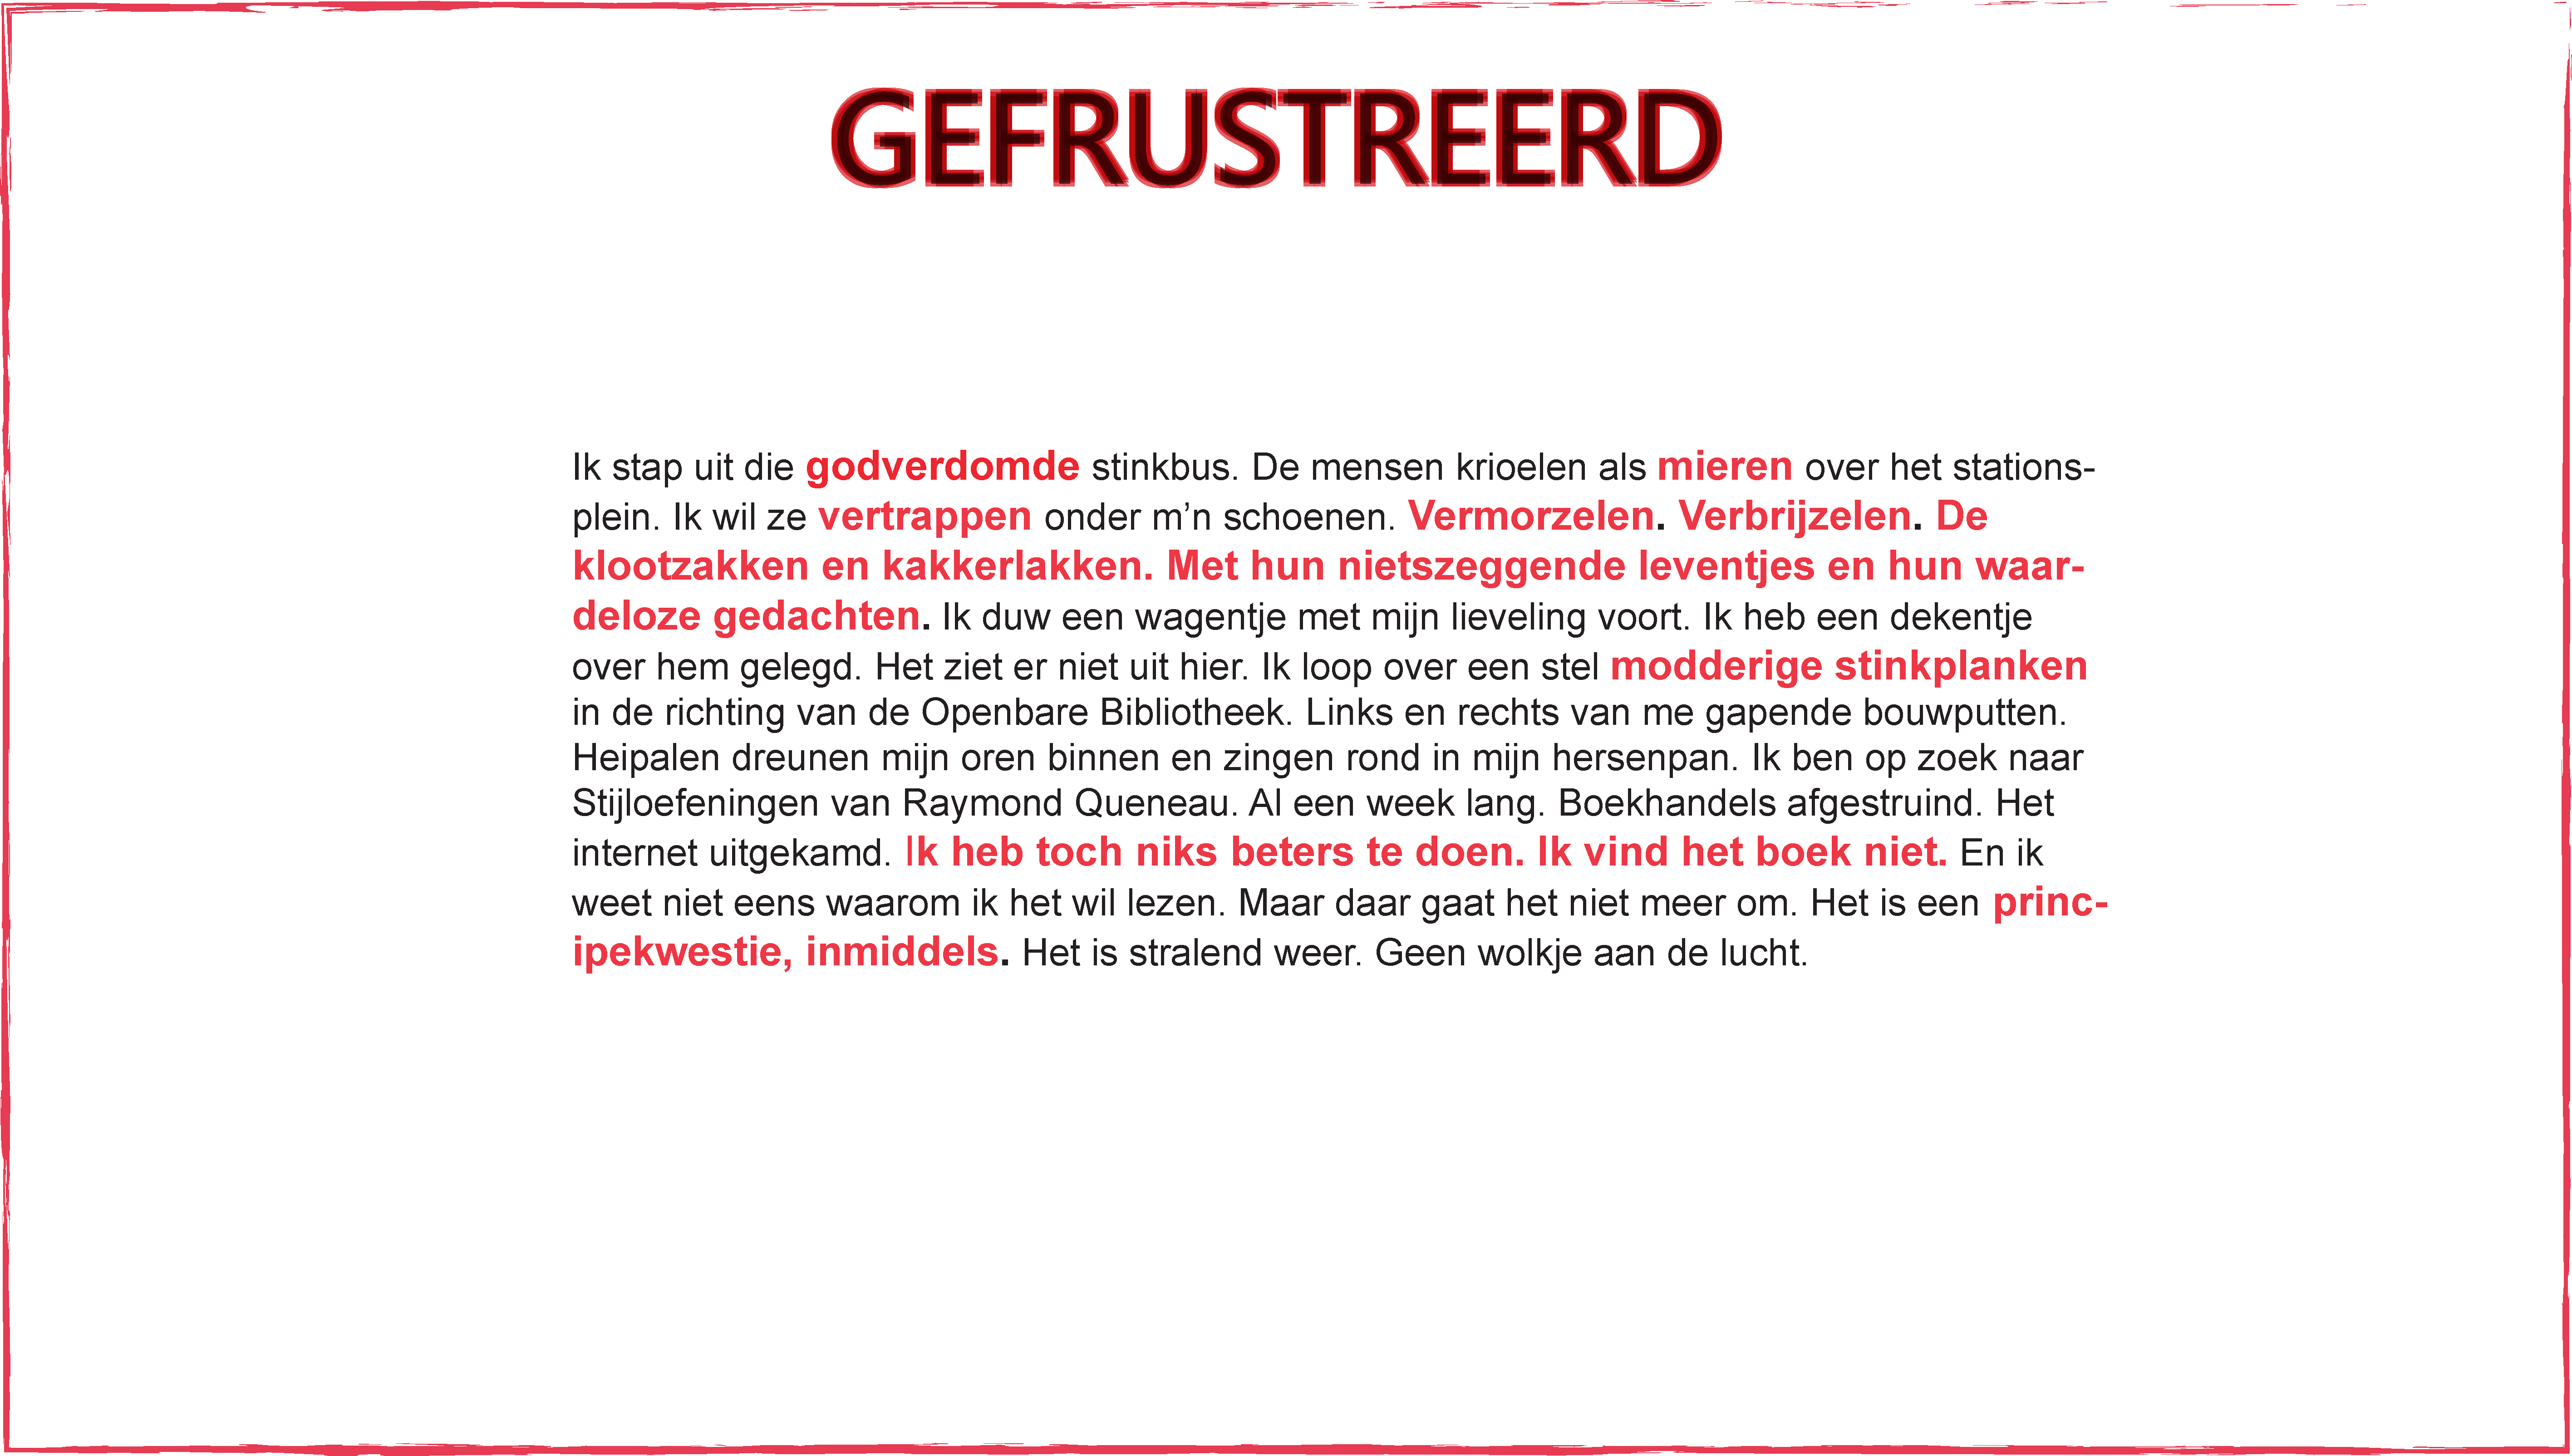 GEFRUSTREERD
Ik stap uit die godverdomde stinkbus. De mensen krioelen als mieren over het stations-
plein. Ik wil ze vertrappen onder m’n schoenen. Vermorzelen. Verbrijzelen. De
klootzakken en kakkerlakken. Met hun nietszeggende leventjes en hun waar-
deloze gedachten. Ik duw een wagentje met mijn lieveling voort. Ik heb een dekentje
over hem gelegd. Het ziet er niet uit hier. Ik loop over een stel modderige stinkplanken
in de richting van de Openbare Bibliotheek. Links en rechts van me gapende bouwputten.
Heipalen dreunen mijn oren binnen en zingen rond in mijn hersenpan. Ik ben op zoek naar
Stijloefeningen van Raymond Queneau. Al een week lang. Boekhandels afgestruind. Het
internet uitgekamd. Ik heb toch niks beters te doen. Ik vind het boek niet. En ik
weet niet eens waarom ik het wil lezen. Maar daar gaat het niet meer om. Het is een princ-
ipekwestie, inmiddels. Het is stralend weer. Geen wolkje aan de lucht.